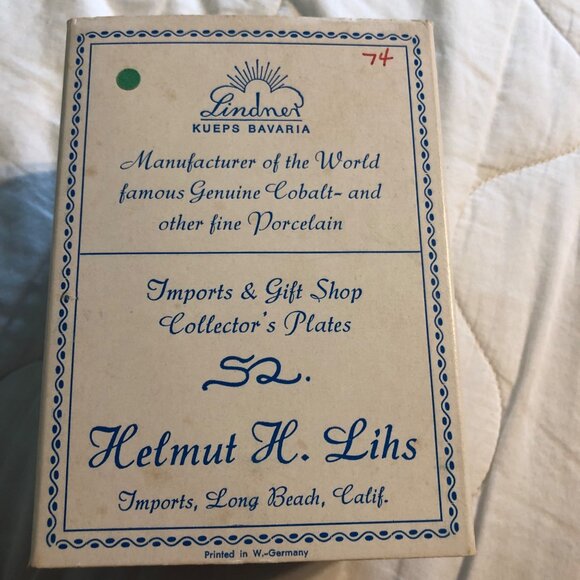 74
Lindner
KUEPS BAVARIA
Manufacturer of the World
famous Genuine Cobalt- and
other fine Porcelain
Imports & Gift Shop
Collector's Plates
Helmut H. Lihs
Imports, Long Beach, Calif.
Printed in W.-Germany